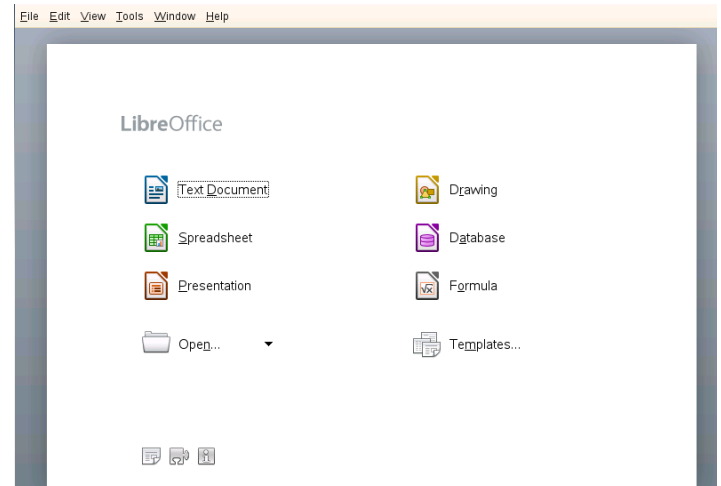 File Edit View Tools Window Help
LibreOffice
Text Document
Drawing
Spreadsheet
Database
Presentation
Formula
Open...
Templates...